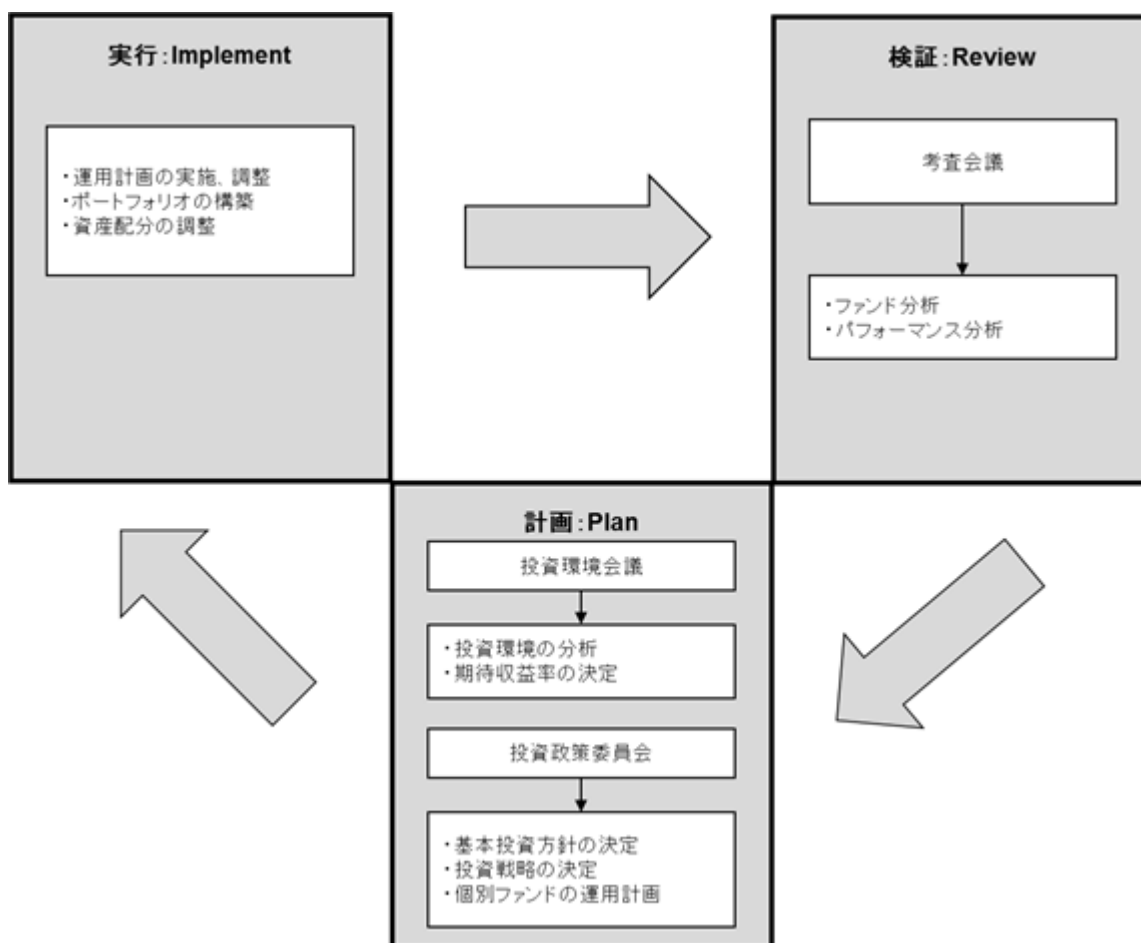 実行：Implement
・運用計画の実施、調整
・ポートフォリオの構築
・資産配分の調整
検証：Review
考査会議
・ファンド分析
・パフォーマンス分析
計画：Plan
投資環境会議
・投資環境の分析
・期待収益率の決定
投資政策委員会
・基本投資方針の決定
・投資戦略の決定
・個別ファンドの運用計画